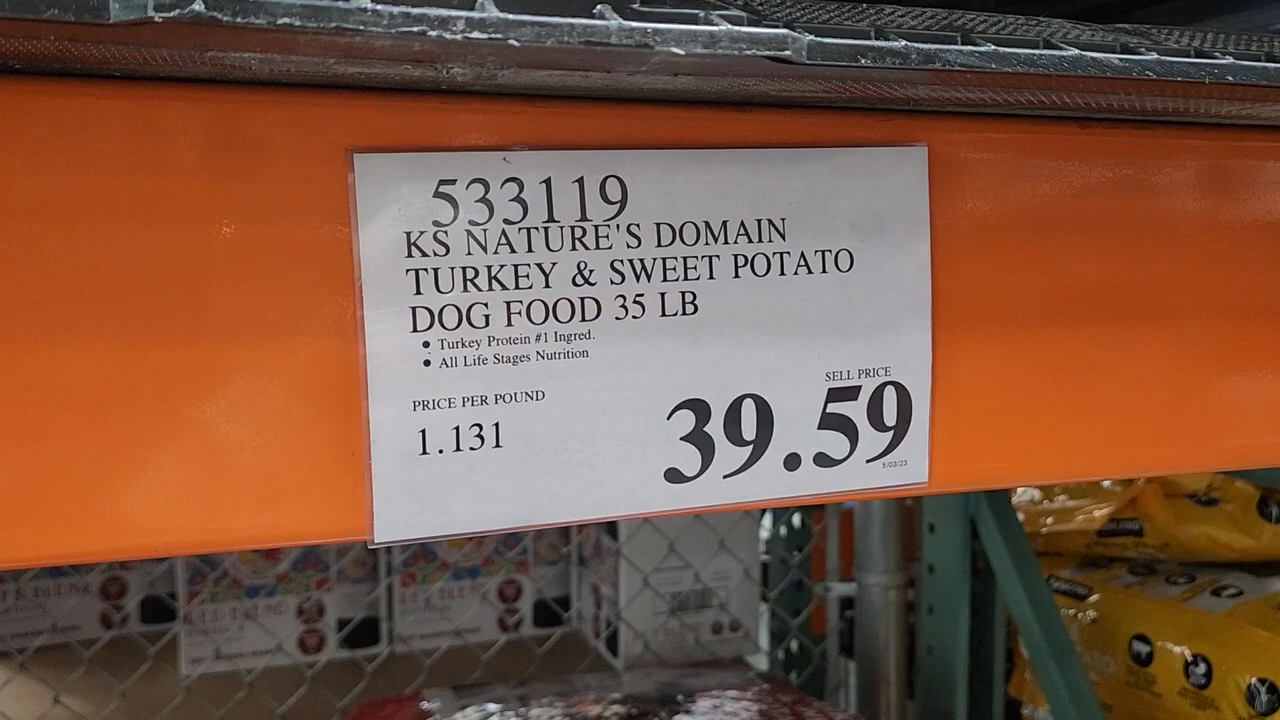 533119
KS NATURE'S DOMAIN
TURKEY & SWEET POTATO
DOG FOOD 35 LB
• Turkey Protein #1 Ingred.
• All Life Stages Nutrition
PRICE PER POUND
1.131
SELL PRICE
39.59
5/03/23